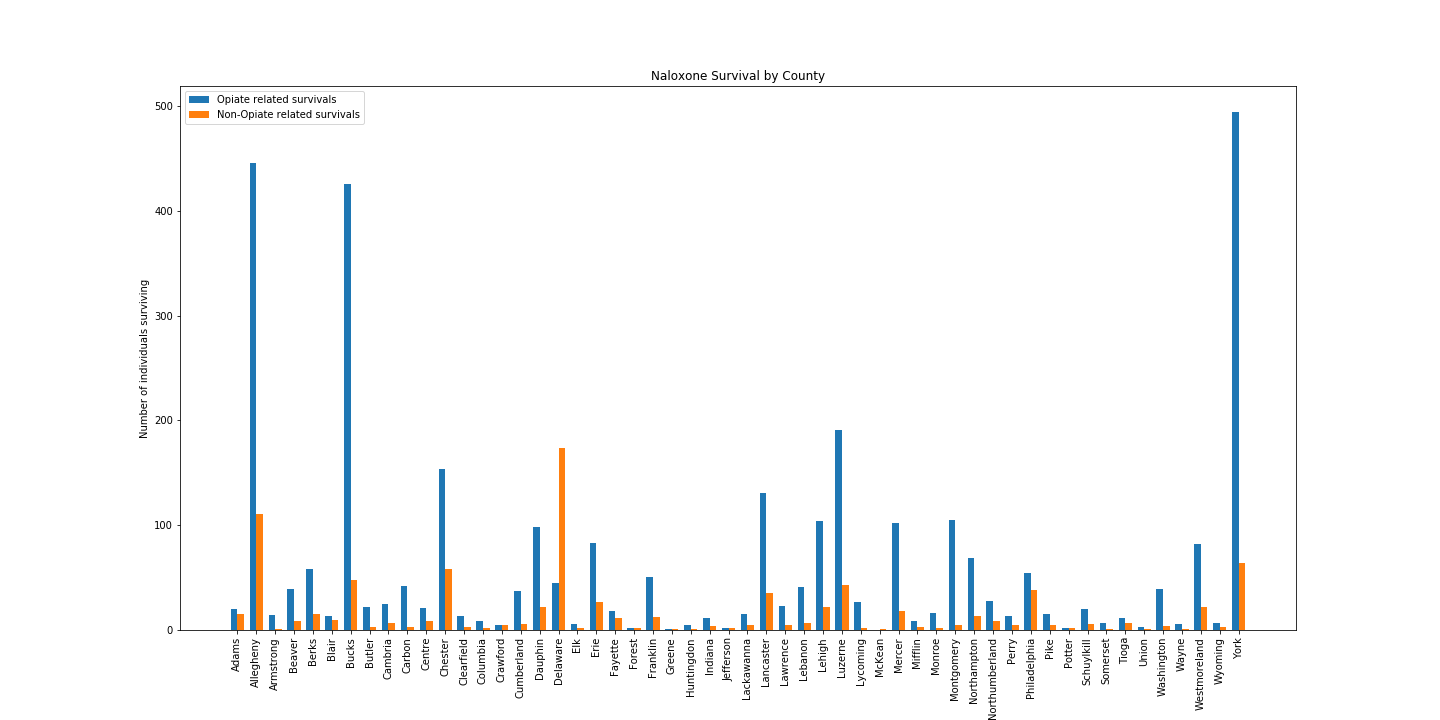 Naloxone Survival by County
Opiate related survivals
Non-Opiate related survivals
Number of individuals surviving
500
400
300
200
100
0
Adams
Allegheny
Armstrong
Beaver
Berks
Blair
Bucks
Butler
Cambria
Carbon
Centre
Chester
Clearfield
Columbia
Crawford
Cumberland
Dauphin
Delaware
Elk
Erie
Fayette
Forest
Franklin
Greene
Huntingdon
Indiana
Jefferson
Lackawanna
Lancaster
Lawrence
Lebanon
Lehigh
Luzerne
Lycoming
McKean
Mercer
Mifflin
Monroe
Montgomery
Northampton
Northumberland
Perry
Philadelphia
Pike
Potter
Schuylkill
Somerset
Tioga
Union
Washington
Wayne
Westmoreland
Wyoming
York